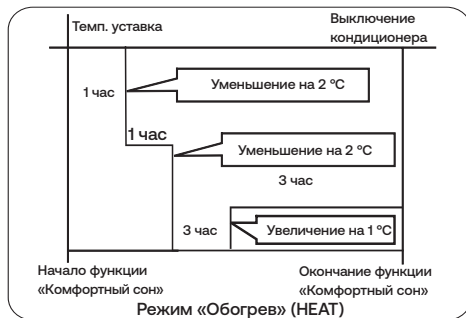 Темп. уставка
Выключение
кондиционера
1 час
Уменьшение на 2 °C
1 час
Уменьшение на 2 °C
3 час
3 час
Увеличение на 1 °C
Начало функции
«Комфортный сон»
Окончание функции
«Комфортный сон»
Режим «Обогрев» (HEAT)